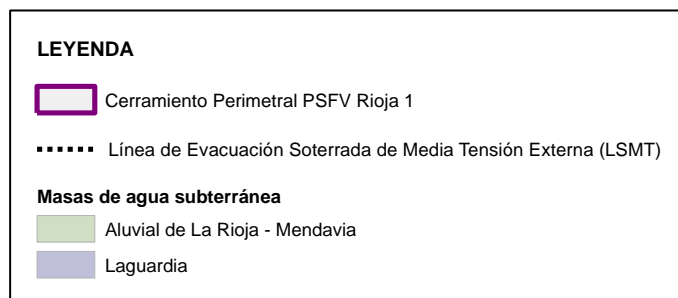 LEYENDA
Cerramiento Perimetral PSFV Rioja 1
Línea de Evacuación Soterrada de Media Tensión Externa (LSMT)
Masas de agua subterránea
Aluvial de La Rioja - Mendavia
Laguardia